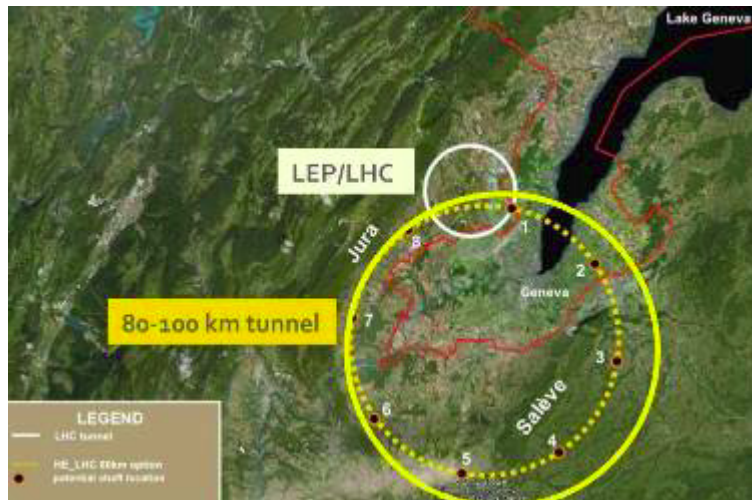 Lake Geneva
LEP/LHC
1
Jura
8
2
Geneva
80-100 km tunnel
7
3
Salève
6
4
5
LEGEND
LHC tunnel
HE_LHC 80km option
potential shaft location